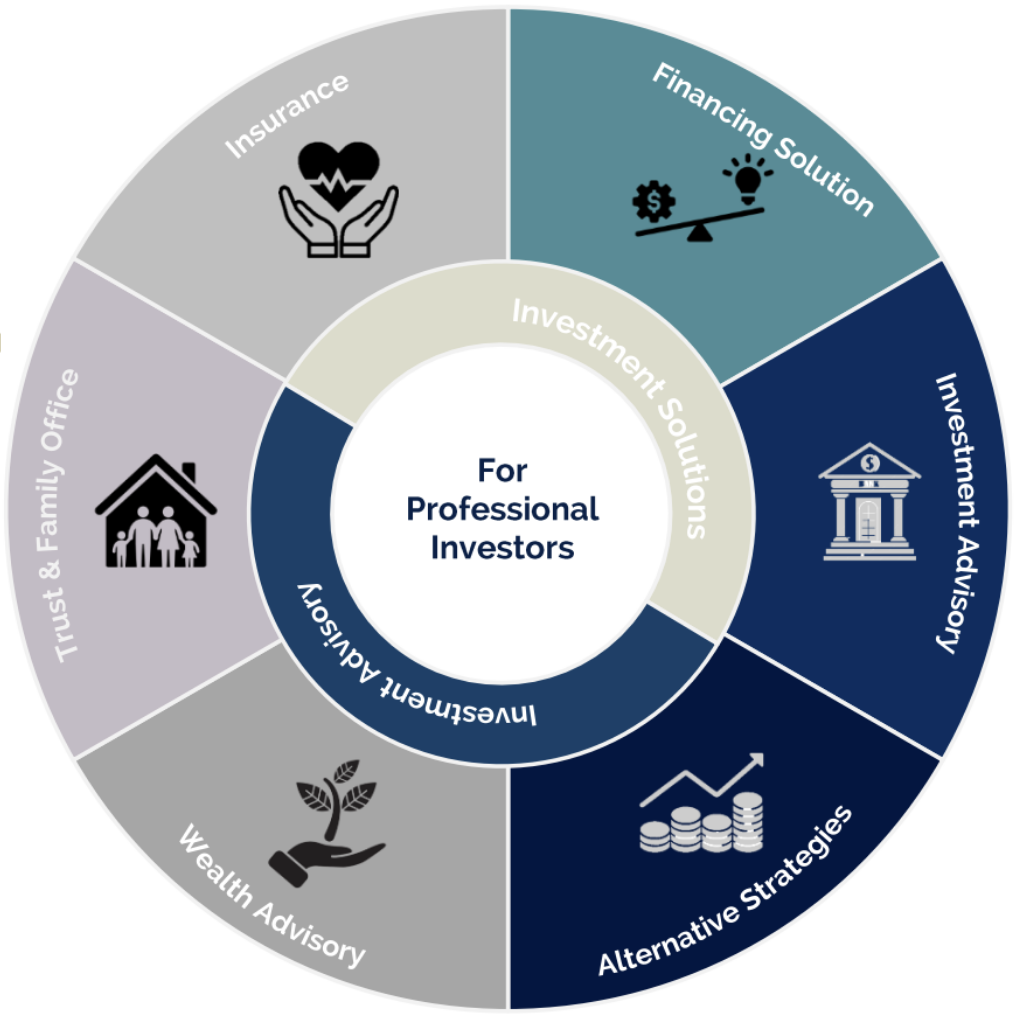 Insurance
Financing Solution
Investment Solutions
Trust & Family Office
For
Professional
Investors
Investment Advisory
Investment Advisory
Wealth Advisory
Alternative Strategies
$
$